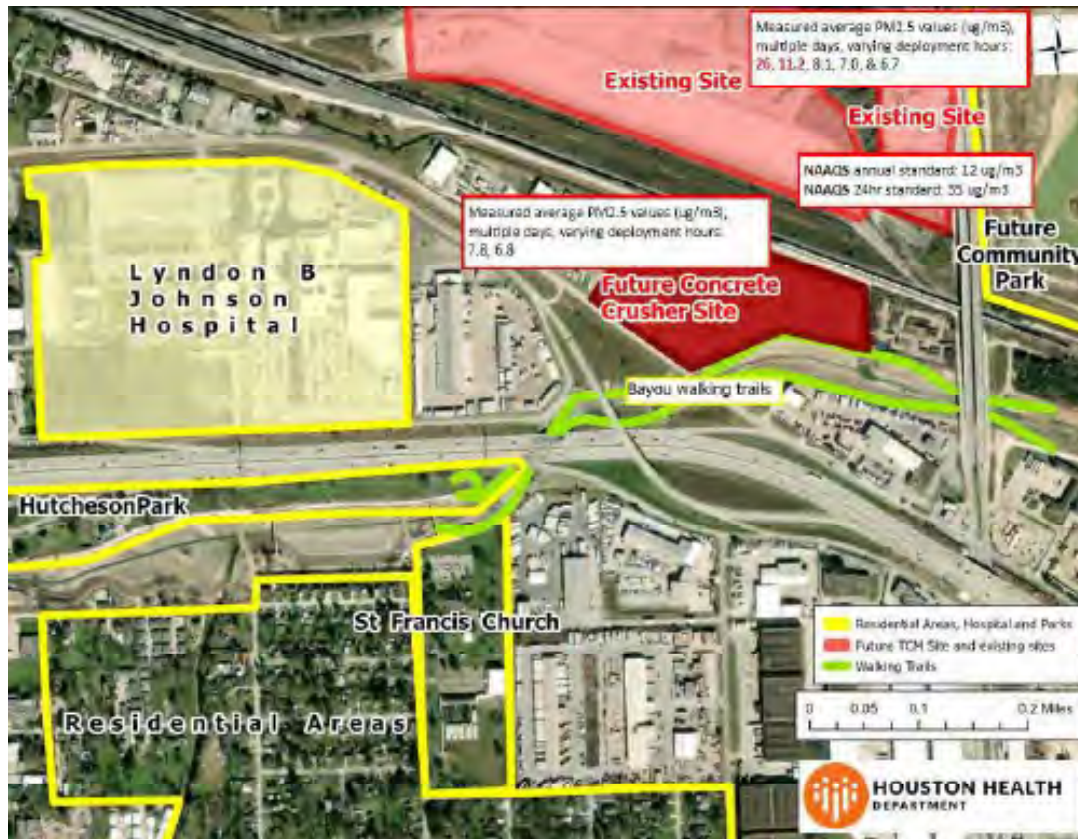 Measured average PM2.5 values (ug/m3),
multiple days, varying deployment hours:
26, 11.2, 8.1, 7.0, & 6.7
Existing Site
Existing Site
NAAQS annual standard: 12 ug/m3
NAAQS 24hr standard: 35 ug/m3
Measured average PM2.5 values (ug/m3),
multiple days, varying deployment hours:
7.8, 6.8
Future
Community
Park
Lyndon B
Johnson
Hospital
Future Concrete
Crusher Site
Bayou walking trails
HutchesonPark
St Francis Church
Residential Areas
Residential Areas, Hospital and Parks
Future TCM Site and existing sites
Walking Trails
0 0.05 0.1 0.2 Miles
HOUSTON HEALTH
DEPARTMENT